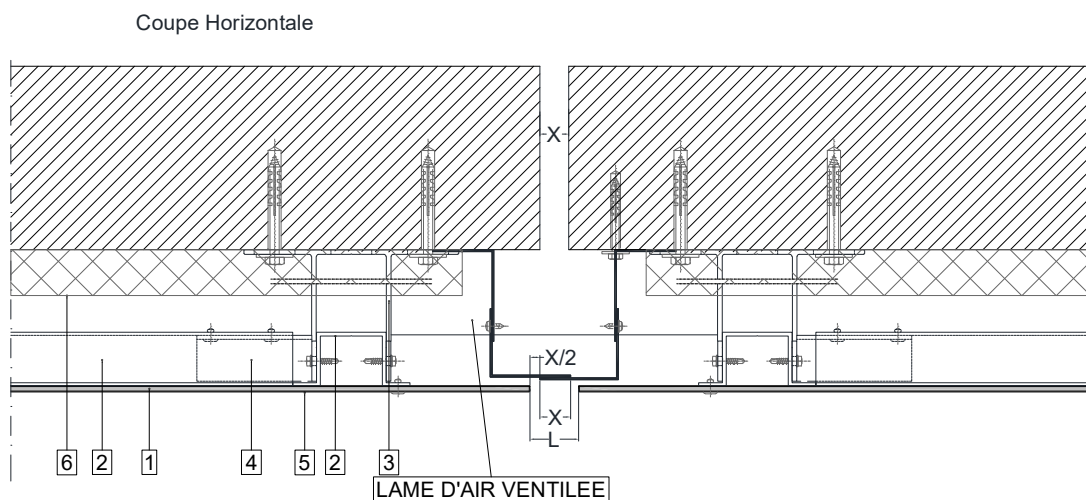 Coupe Horizontale
X
X/2
X
L
6 2 1 4 5 2 3
LAME D'AIR VENTILEE